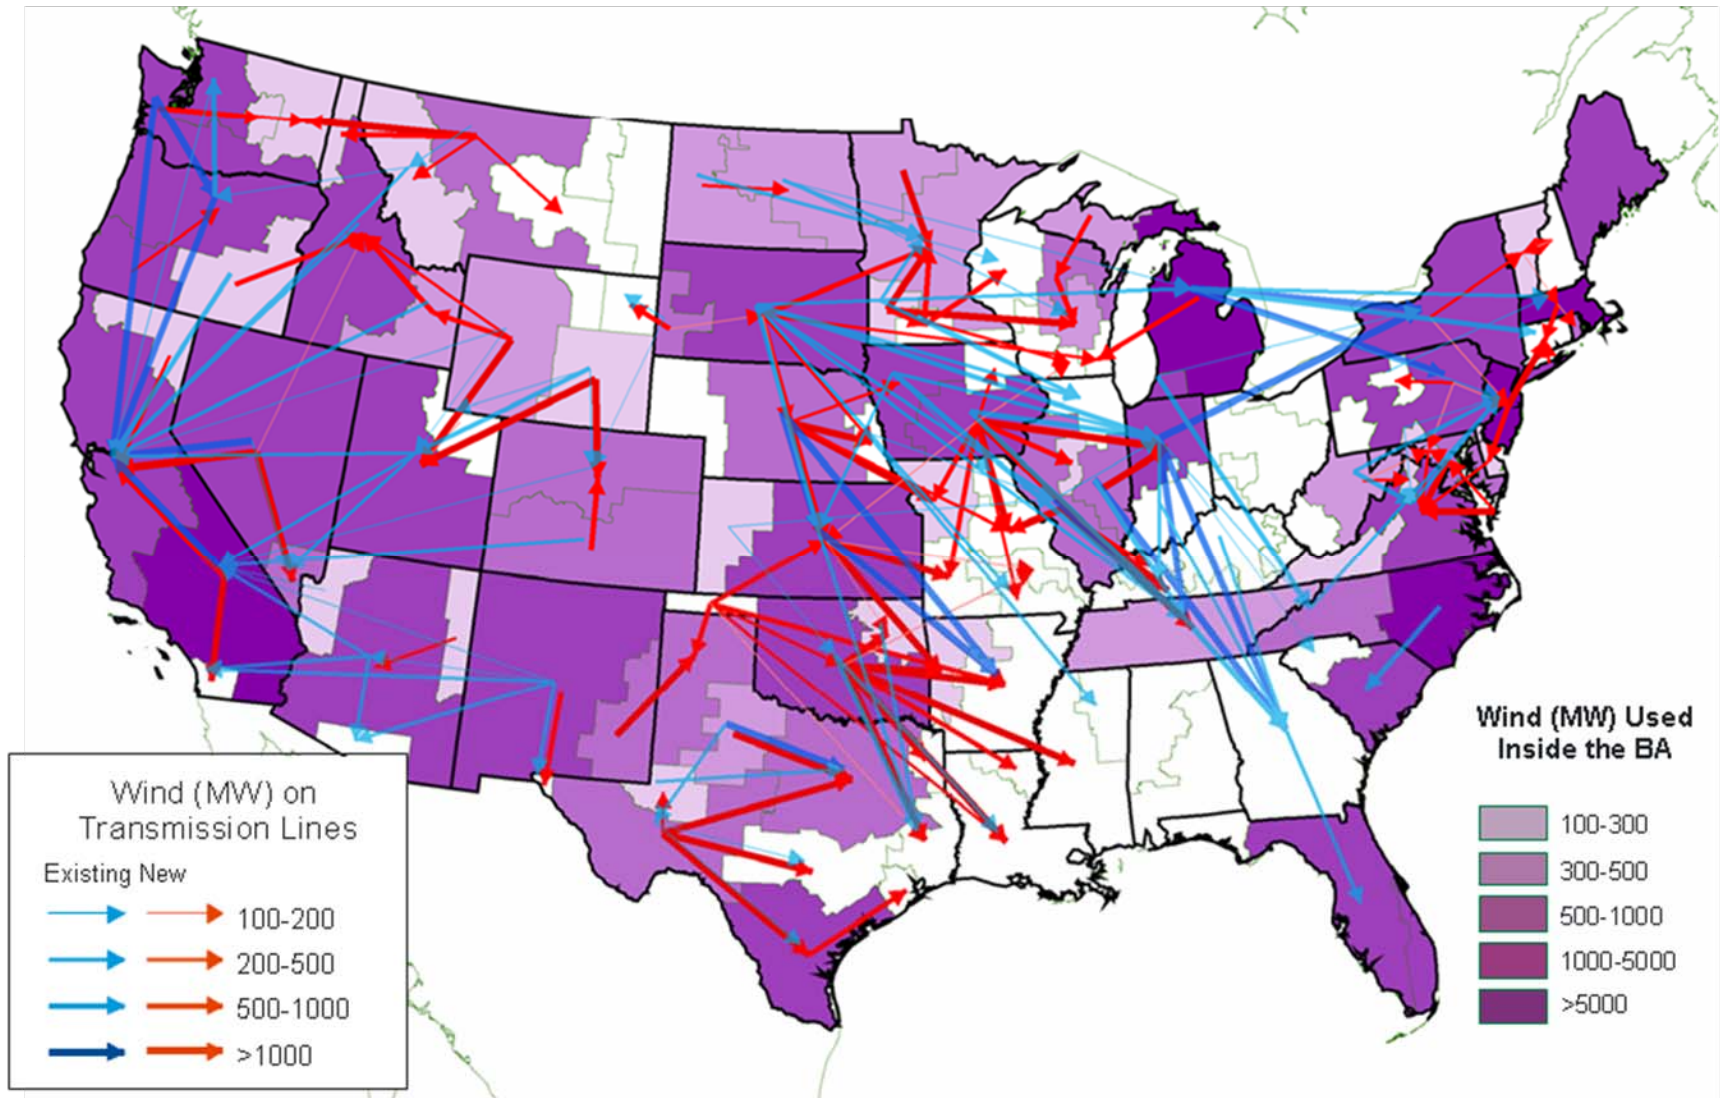 Wind (MW) Used
Inside the BA
100-300
300-500
500-1000
1000-5000
>5000
Wind (MW) on
Transmission Lines
Existing New
100-200
200-500
500-1000
>1000